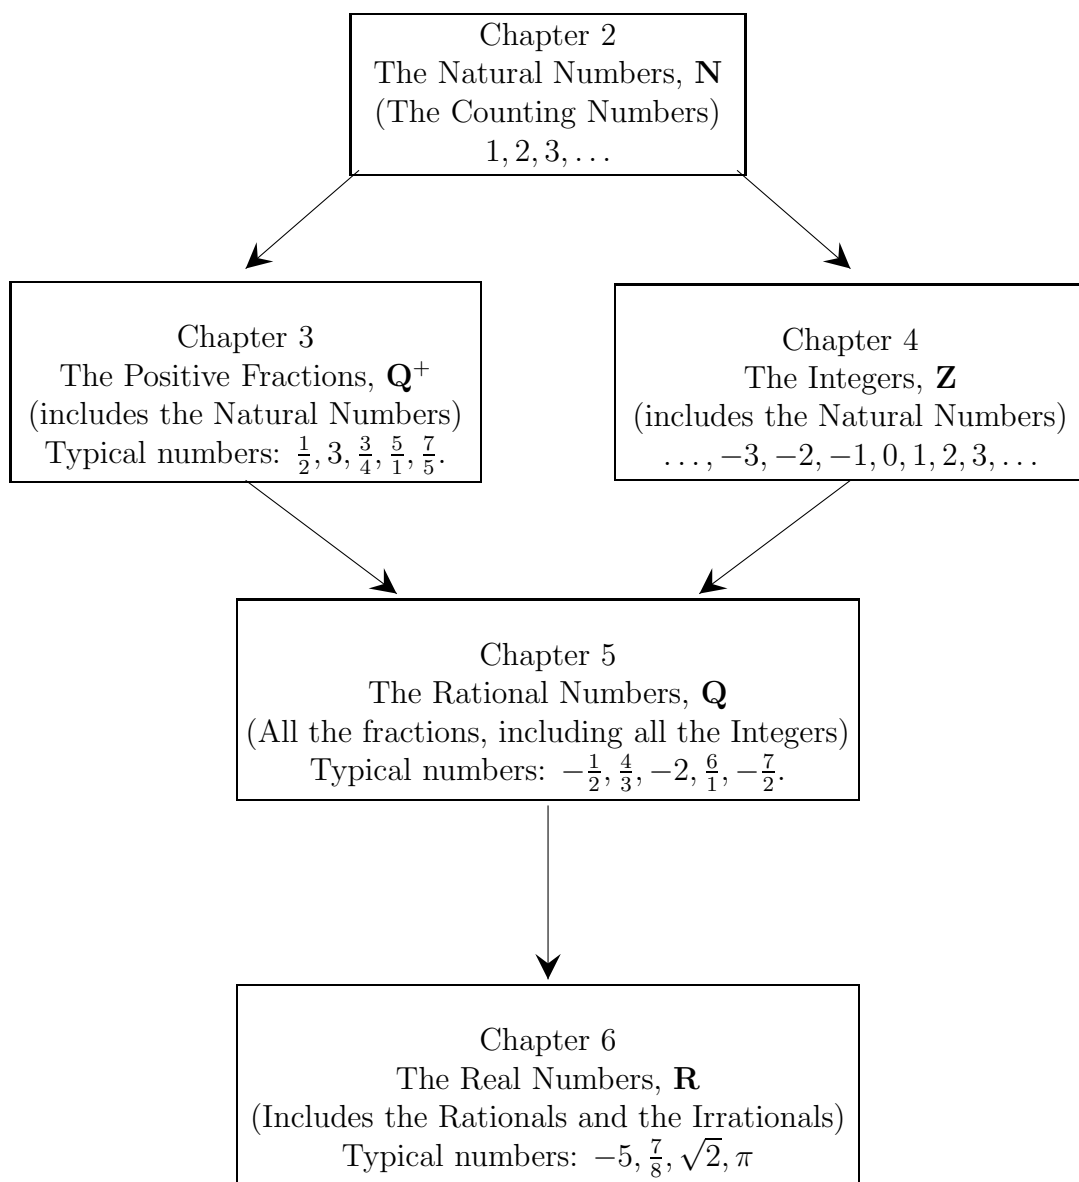 Chapter 2
The Natural Numbers, N
(The Counting Numbers)
1, 2, 3, . . .
Chapter 3
The Positive Fractions, Q⁺
(includes the Natural Numbers)
Typical numbers: 1/2, 3, 3/4, 5/1, 7/5.
Chapter 4
The Integers, Z
(includes the Natural Numbers)
. . . , −3, −2, −1, 0, 1, 2, 3, . . .
Chapter 5
The Rational Numbers, Q
(All the fractions, including all the Integers)
Typical numbers: −1/2, 4/3, −2, 6/1, −7/2.
Chapter 6
The Real Numbers, R
(Includes the Rationals and the Irrationals)
Typical numbers: −5, 7/8, √2, π